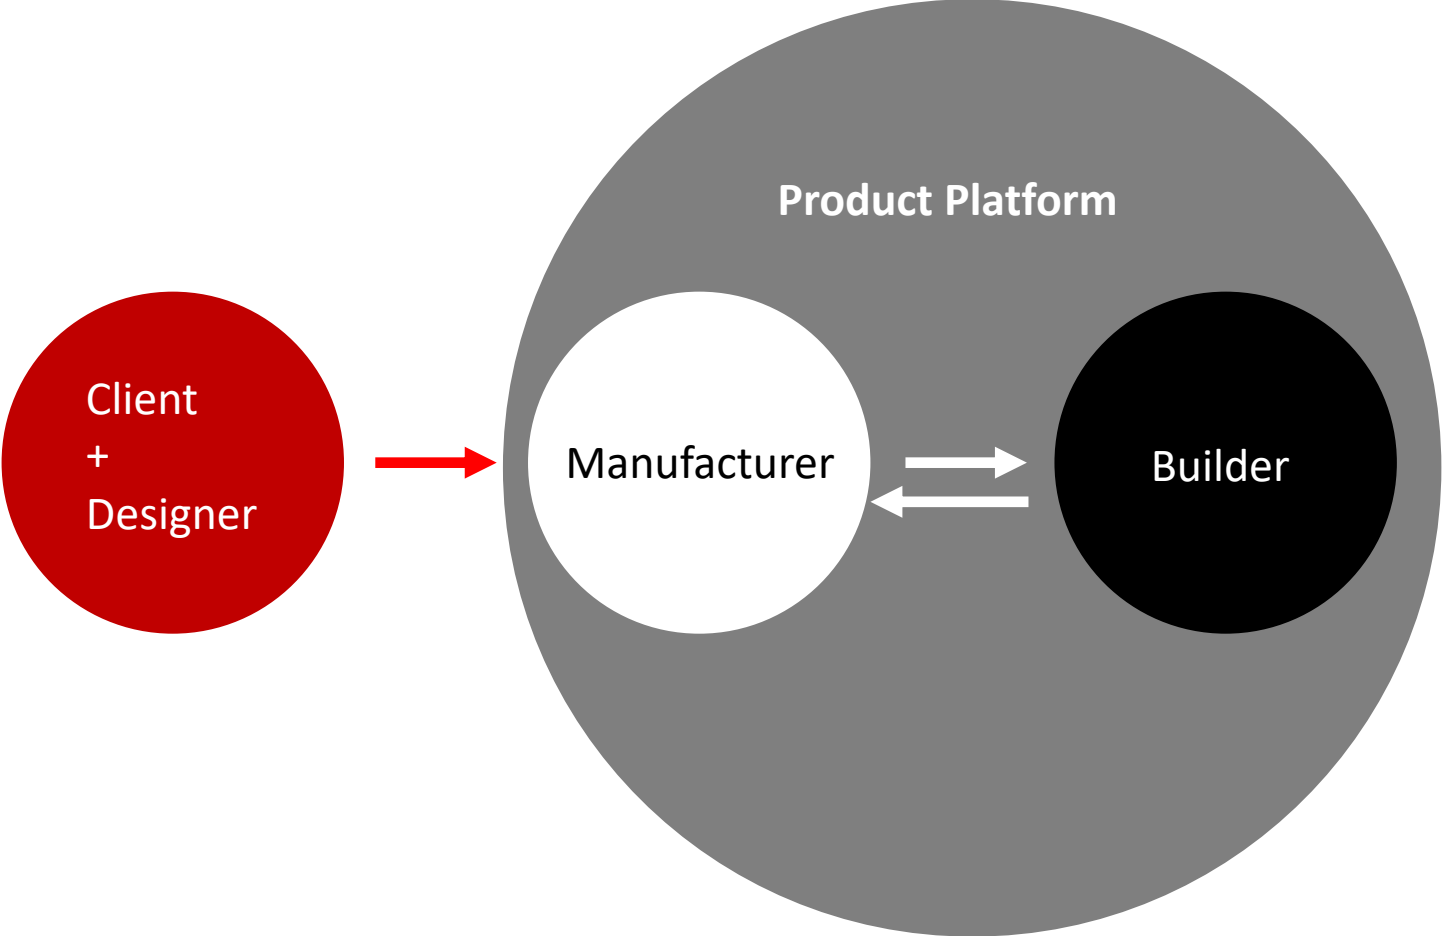 Product Platform
Client
+
Designer
Manufacturer
Builder